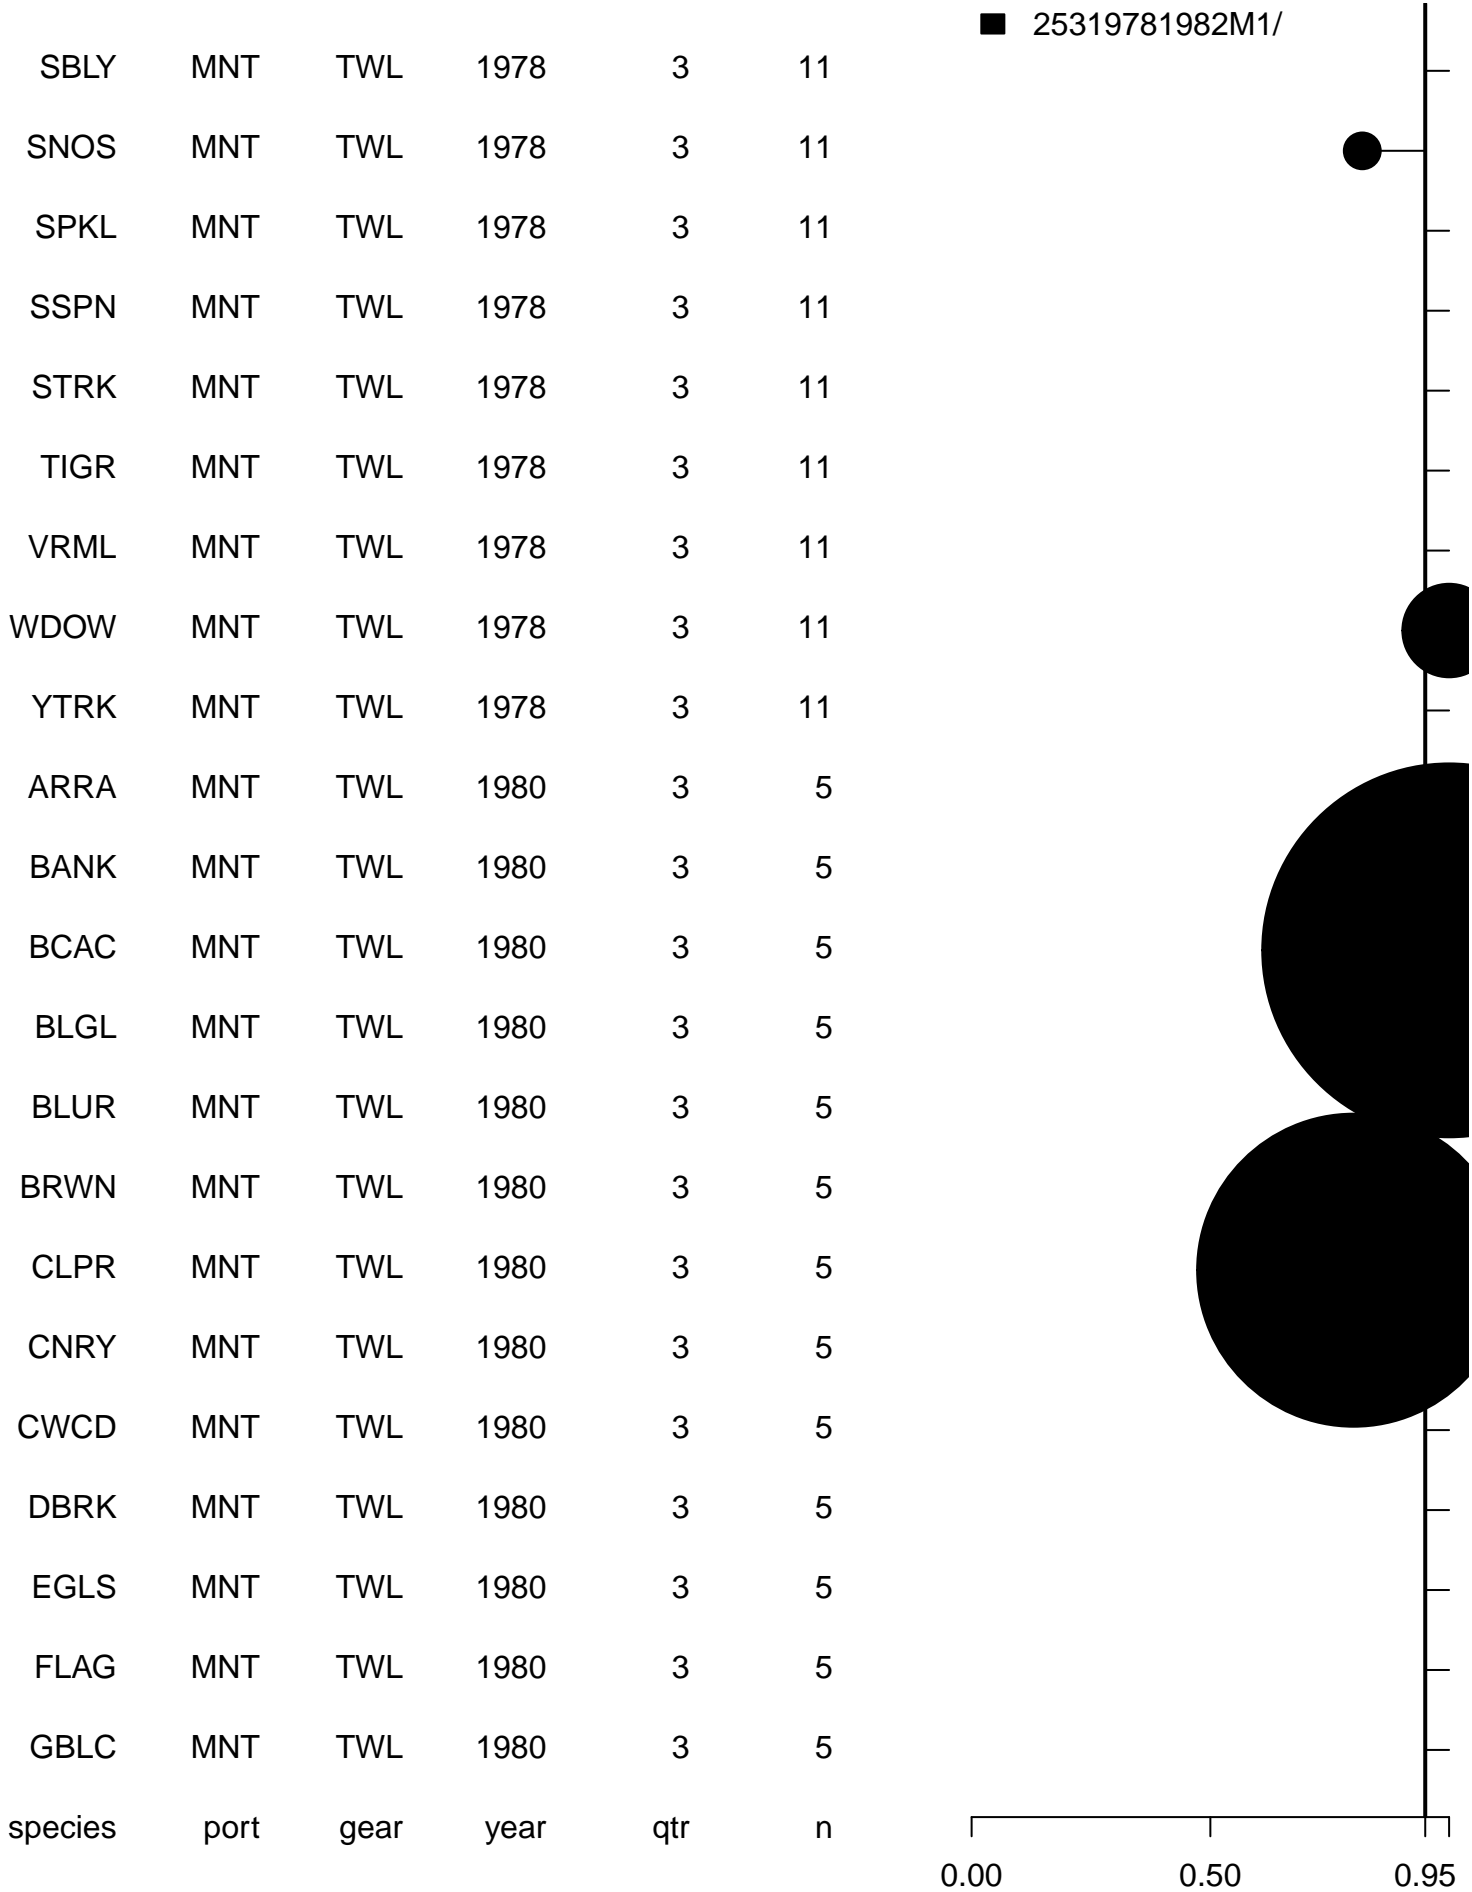 25319781982M1/
SBLY MNT TWL 1978 3 11
SNOS MNT TWL 1978 3 11
SPKL MNT TWL 1978 3 11
SSPN MNT TWL 1978 3 11
STRK MNT TWL 1978 3 11
TIGR MNT TWL 1978 3 11
VRML MNT TWL 1978 3 11
WDOW MNT TWL 1978 3 11
YTRK MNT TWL 1978 3 11
ARRA MNT TWL 1980 3 5
BANK MNT TWL 1980 3 5
BCAC MNT TWL 1980 3 5
BLGL MNT TWL 1980 3 5
BLUR MNT TWL 1980 3 5
BRWN MNT TWL 1980 3 5
CLPR MNT TWL 1980 3 5
CNRY MNT TWL 1980 3 5
CWCD MNT TWL 1980 3 5
DBRK MNT TWL 1980 3 5
EGLS MNT TWL 1980 3 5
FLAG MNT TWL 1980 3 5
GBLC MNT TWL 1980 3 5
species port gear year qtr n
0.00 0.50 0.95